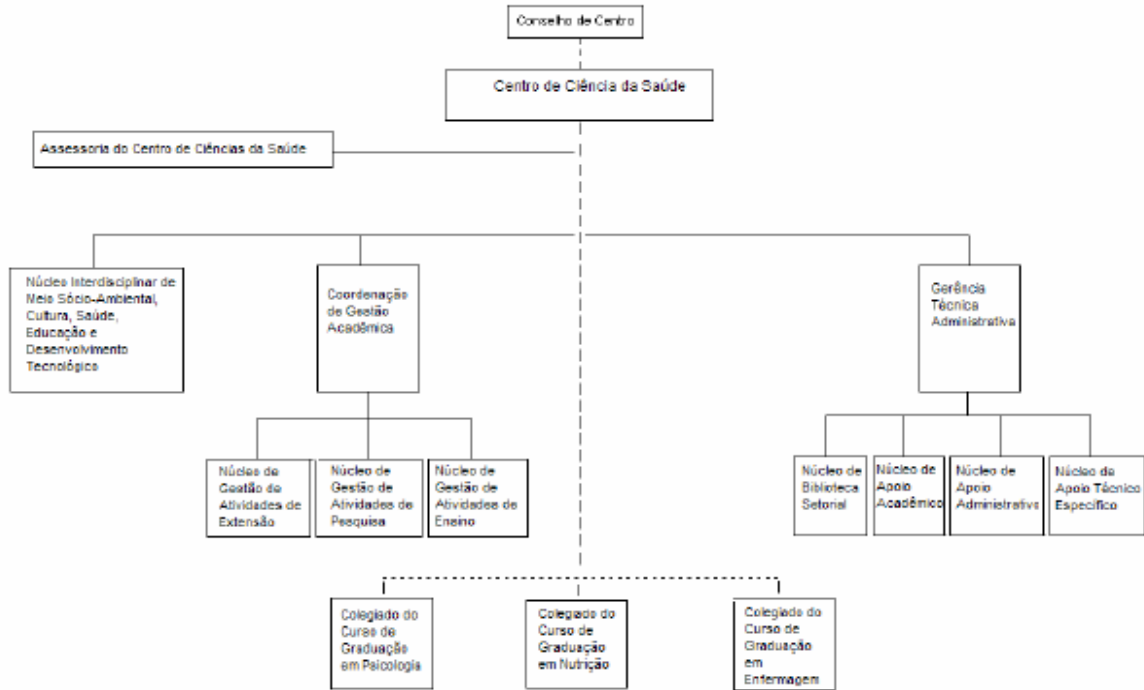 Conselho de Centro
Centro de Ciência da Saúde
Assessoria do Centro de Ciências da Saúde
Núcleo Interdisciplinar de
Meio Sócio-Ambiental,
Cultura, Saúde,
Educação e
Desenvolvimento
Tecnológico
Coordenação
de Gestão
Acadêmica
Gerência
Técnica
Administrativa
Núcleo de
Gestão de
Atividades de
Extensão
Núcleo de
Gestão de
Atividades de
Pesquisa
Núcleo de
Gestão de
Atividades de
Ensino
Núcleo de
Biblioteca
Setorial
Núcleo de
Apoio
Acadêmico
Núcleo de
Apoio
Administrativo
Núcleo de
Apoio Técnico
Específico
Colegiado do
Curso de
Graduação
em Psicologia
Colegiado do
Curso de
Graduação
em Nutrição
Colegiado do
Curso de
Graduação
em
Enfermagem